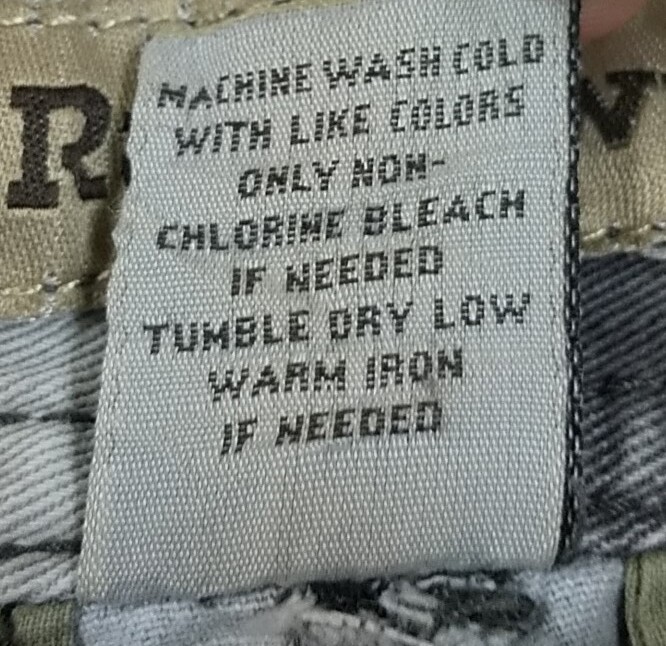 MACHINE WASH COLD
WITH LIKE COLORS
ONLY NON-
CHLORINE BLEACH
IF NEEDED
TUMBLE DRY LOW
WARM IRON
IF NEEDED